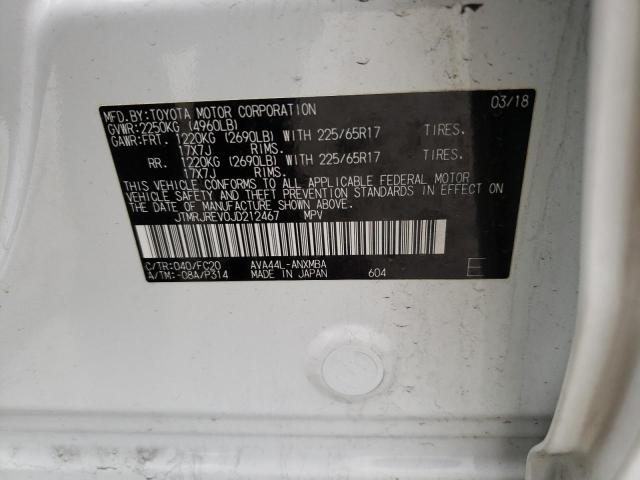 MFD. BY: TOYOTA MOTOR CORPORATION 03/18
GVWR: 2250KG (4960LB)
GAWR: FRT. 1220KG (2690LB) WITH 225/65R17 TIRES.
17X7J RIMS.
RR. 1220KG (2690LB) WITH 225/65R17 TIRES.
17X7J RIMS.
THIS VEHICLE CONFORMS TO ALL APPLICABLE FEDERAL MOTOR
VEHICLE SAFETY AND THEFT PREVENTION STANDARDS IN EFFECT ON
THE DATE OF MANUFACTURE SHOWN ABOVE.
JTMRJREV0JD212467 MPV
C/TR: 040/FC20 AVA44L-ANXMBA
A/TM: -08A/P314 MADE IN JAPAN 604 E